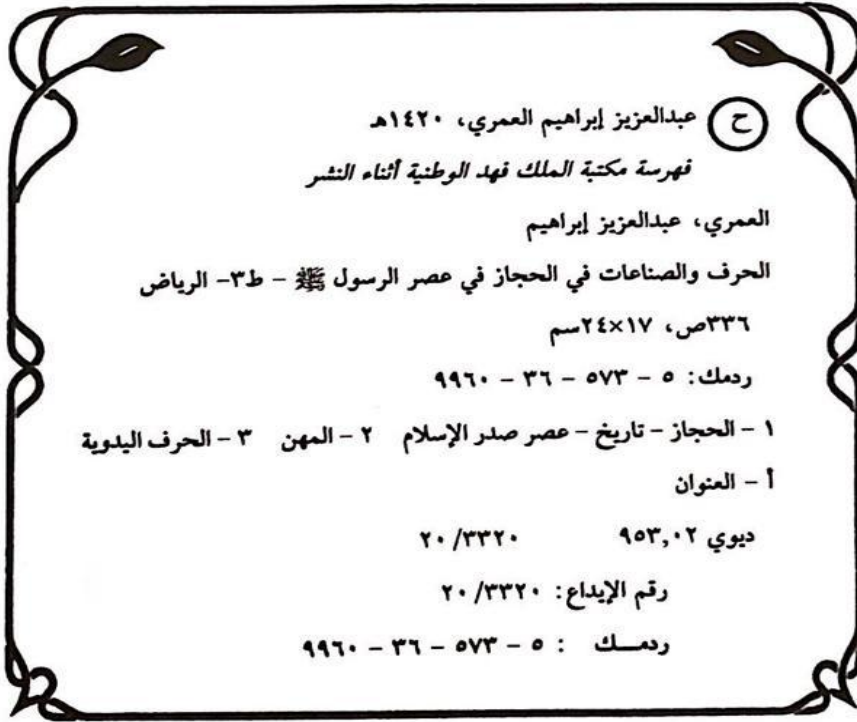 ح عبدالعزيز إبراهيم العمري، ١٤٢٠هـ
فهرسة مكتبة الملك فهد الوطنية أثناء النشر
العمري، عبدالعزيز إبراهيم
الحرف والصناعات في الحجاز في عصر الرسول ﷺ – ط٣– الرياض
٣٣٦ص، ١٧×٢٤سم
ردمك: ٥ – ٥٧٣ – ٣٦ – ٩٩٦٠
١ – الحجاز – تاريخ – عصر صدر الإسلام ٢ – المهن ٣ – الحرف اليدوية
أ – العنوان
ديوي ٩٥٣,٠٢ ٢٠/٣٣٢٠
رقم الإيداع: ٢٠/٣٣٢٠
ردمـــك : ٥ – ٥٧٣ – ٣٦ – ٩٩٦٠